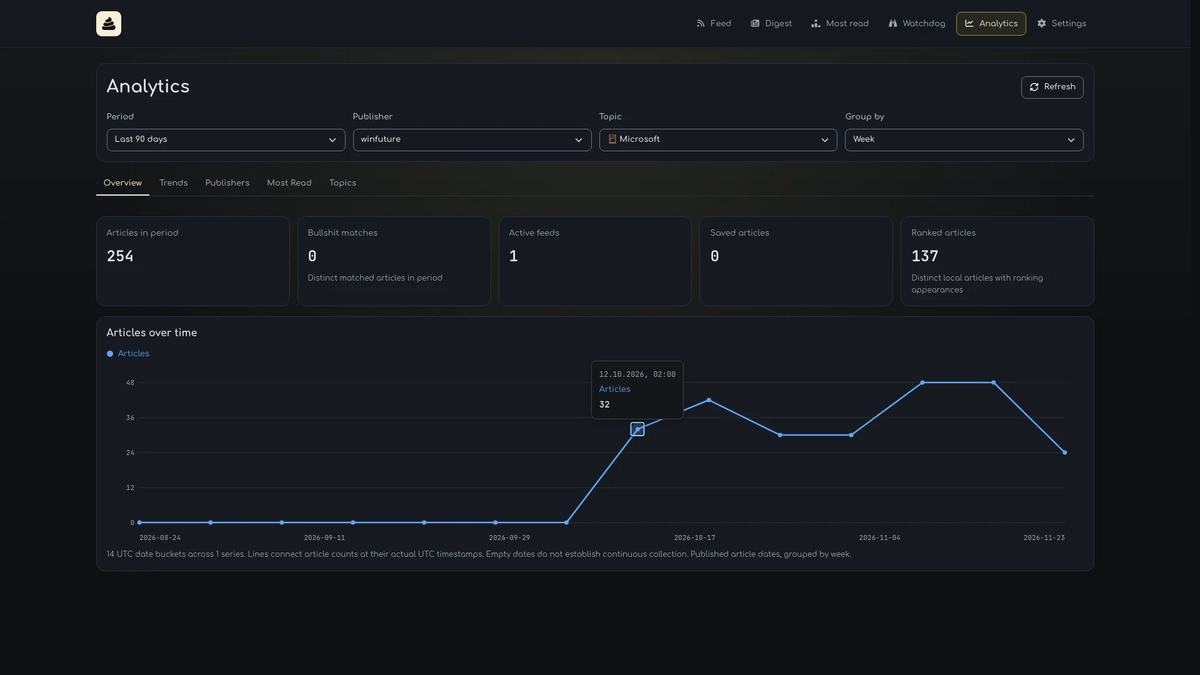 Feed
Digest
Most read
Watchdog
Analytics
Settings
Analytics
Refresh
Period
Publisher
Topic
Group by
Last 90 days
winfuture
Microsoft
Week
Overview
Trends
Publishers
Most Read
Topics
Articles in period
254
Bullshit matches
0
Distinct matched articles in period
Active feeds
1
Saved articles
0
Ranked articles
137
Distinct local articles with ranking
appearances
Articles over time
Articles
12.10.2026, 02:00
Articles
32
48
36
24
12
0
2026-08-24
2026-09-11
2026-09-29
2026-10-17
2026-11-04
2026-11-23
14 UTC date buckets across 1 series. Lines connect article counts at their actual UTC timestamps. Empty dates do not establish continuous collection. Published article dates, grouped by week.